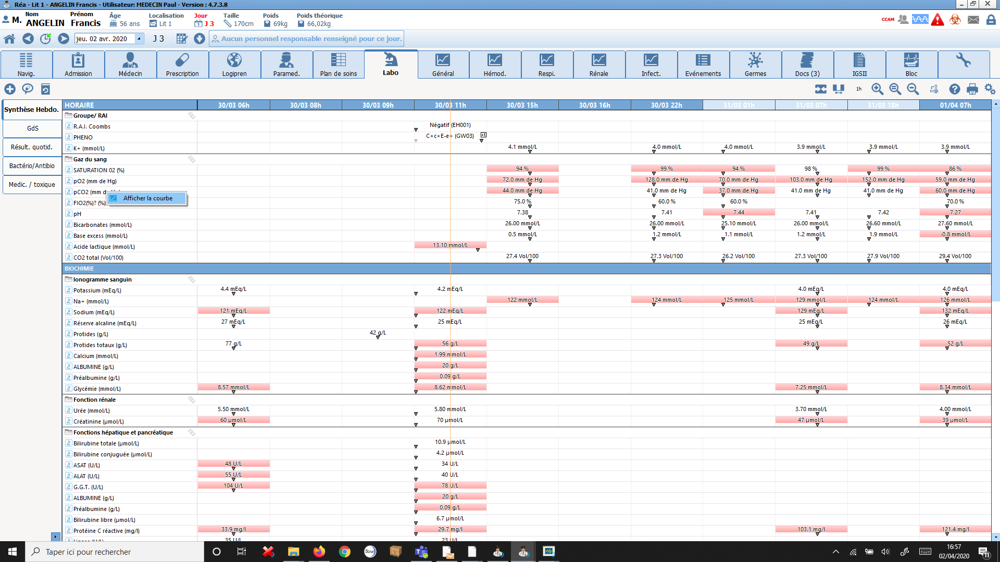 Réa - Lit 1 - ANGELIN Francis - Utilisateur: MEDECIN Paul - Version : 4.7.3.8
M. Nom ANGELIN Prénom Francis Âge 56 ans Localisation Lit 1 Jour J 3 Taille 170cm Poids 69kg Poids théorique 66,02kg CCAM
jeu. 02 avr. 2020 J 3 Aucun personnel responsable renseigné pour ce jour.
Navig. Admission Médecin Prescription Logipren Paramed. Plan de soins Labo Général Hémod. Respi. Rénale Infect. Evénements Germes Docs (3) IGSII Bloc
1h
Synthèse Hebdo.
GdS
Résult. quotid.
Bactério/Antibio
Medic. / toxique
HORAIRE 30/03 06h 30/03 08h 30/03 09h 30/03 11h 30/03 15h 30/03 16h 30/03 22h 31/03 01h 31/03 07h 31/03 18h 01/04 07h
Groupe/ RAI
R.A.I. Coombs Négatif (EH001)
PHENO C+c+E-e+ (GW03) +1
K+ (mmol/L) 4.1 mmol/L 4.0 mmol/L 4.0 mmol/L 3.9 mmol/L 3.9 mmol/L 3.9 mmol/L
Gaz du sang
SATURATION 02 (%) 94 % 99 % 94 % 98 % 99 % 86 %
pO2 (mm de Hg) 72.0 mm de Hg 128.0 mm de Hg 70.0 mm de Hg 103.0 mm de Hg 152.0 mm de Hg 59.0 mm de Hg
pCO2 (mm d 44.0 mm de Hg 41.0 mm de Hg 37.0 mm de Hg 41.0 mm de Hg 41.0 mm de Hg 60.0 mm de Hg
Afficher la courbe
FIO2(%)? (%) 75.0 % 60.0 % 60.0 % 70.0 %
pH 7.38 7.41 7.44 7.41 7.42 7.27
Bicarbonates (mmol/L) 26.00 mmol/L 26.00 mmol/L 25.10 mmol/L 26.00 mmol/L 26.60 mmol/L 27.60 mmol/L
Base excess (mmol/L) 0.5 mmol/L 1.2 mmol/L 1.1 mmol/L 1.2 mmol/L 1.9 mmol/L -0.8 mmol/L
Acide lactique (mmol/L) 13.10 mmol/L
CO2 total (Vol/100) 27.4 Vol/100 27.3 Vol/100 26.2 Vol/100 27.3 Vol/100 27.9 Vol/100 29.4 Vol/100
BIOCHIMIE
Ionogramme sanguin
Potassium (mEq/L) 4.4 mEq/L 4.2 mEq/L 4.0 mEq/L 4.0 mEq/L
Na+ (mmol/L) 122 mmol/L 124 mmol/L 125 mmol/L 129 mmol/L 124 mmol/L 126 mmol/L
Sodium (mEq/L) 121 mEq/L 122 mEq/L 129 mEq/L 132 mEq/L
Réserve alcaline (mEq/L) 27 mEq/L 25 mEq/L 25 mEq/L 26 mEq/L
Protides (g/L) 42 g/L
Protides totaux (g/L) 77 g/L 56 g/L 49 g/L 52 g/L
Calcium (mmol/L) 1.99 mmol/L
ALBUMINE (g/L) 20 g/L
Préalbumine (g/L) 0.09 g/L
Glycémie (mmol/L) 8.57 mmol/L 8.62 mmol/L 7.25 mmol/L 8.34 mmol/L
Fonction rénale
Urée (mmol/L) 5.50 mmol/L 5.80 mmol/L 3.70 mmol/L 4.00 mmol/L
Créatinine (µmol/L) 60 µmol/L 70 µmol/L 47 µmol/L 39 µmol/L
Fonctions hépatique et pancréatique
Bilirubine totale (µmol/L) 10.9 µmol/L
Bilirubine conjuguée (µmol/L) 4.2 µmol/L
ASAT (U/L) 48 U/L 34 U/L
ALAT (U/L) 55 U/L 40 U/L
G.G.T. (U/L) 104 U/L 78 U/L
ALBUMINE (g/L) 20 g/L
Préalbumine (g/L) 0.09 g/L
Bilirubine libre (µmol/L) 6.7 µmol/L
Protéine C réactive (mg/l) 33.9 mg/l 29.7 mg/l 103.1 mg/l 121.4 mg/l
35 U/L 23 U/L
Taper ici pour rechercher Bow 16:57
02/04/2020 11